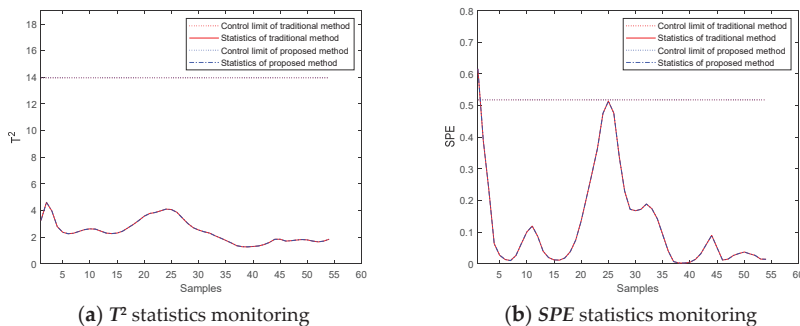 Control limit of traditional method
Statistics of traditional method
Control limit of proposed method
Statistics of proposed method
18
16
14
12
10
8
6
4
2
0
T²
5 10 15 20 25 30 35 40 45 50 55 60
Samples
(a) T² statistics monitoring
Control limit of traditional method
Statistics of traditional method
Control limit of proposed method
Statistics of proposed method
0.8
0.7
0.6
0.5
0.4
0.3
0.2
0.1
0
SPE
5 10 15 20 25 30 35 40 45 50 55 60
Samples
(b) SPE statistics monitoring